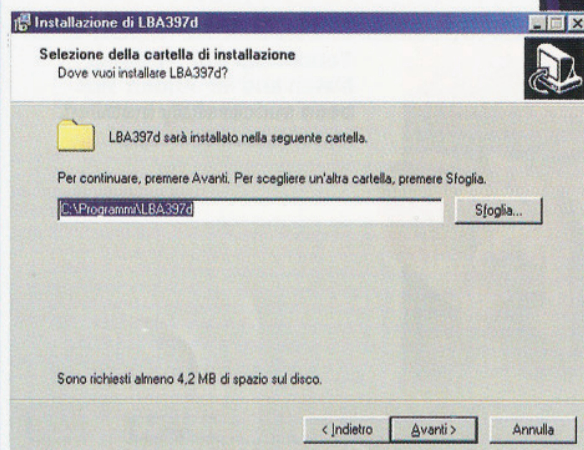 Installazione di LBA397d
Selezione della cartella di installazione
Dove vuoi installare LBA397d?
LBA397d sarà installato nella seguente cartella.
Per continuare, premere Avanti. Per scegliere un'altra cartella, premere Sfoglia.
C:\Programmi\LBA397d
Sfoglia...
Sono richiesti almeno 4,2 MB di spazio sul disco.
< Indietro
Avanti >
Annulla